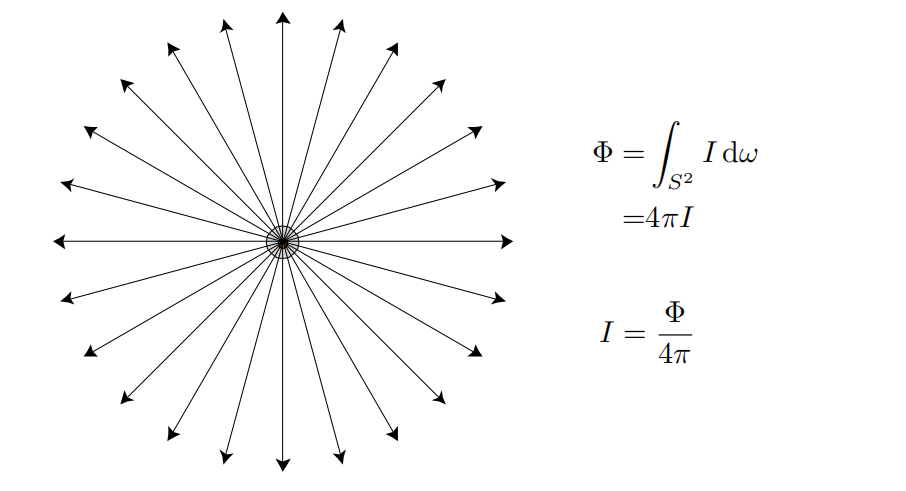 Φ = ∫_{S²} I dω
=4πI
I = Φ/4π